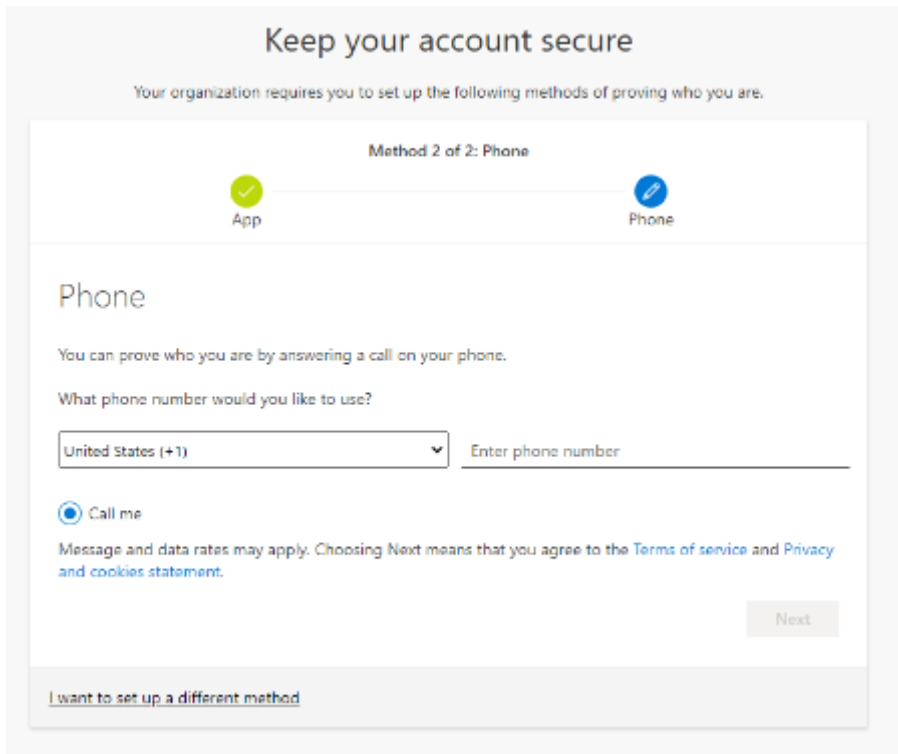 Keep your account secure
Your organization requires you to set up the following methods of proving who you are.
Method 2 of 2: Phone
App
Phone
Phone
You can prove who you are by answering a call on your phone.
What phone number would you like to use?
United States (+1)
Enter phone number
Call me
Message and data rates may apply. Choosing Next means that you agree to the Terms of service and Privacy
and cookies statement.
Next
I want to set up a different method